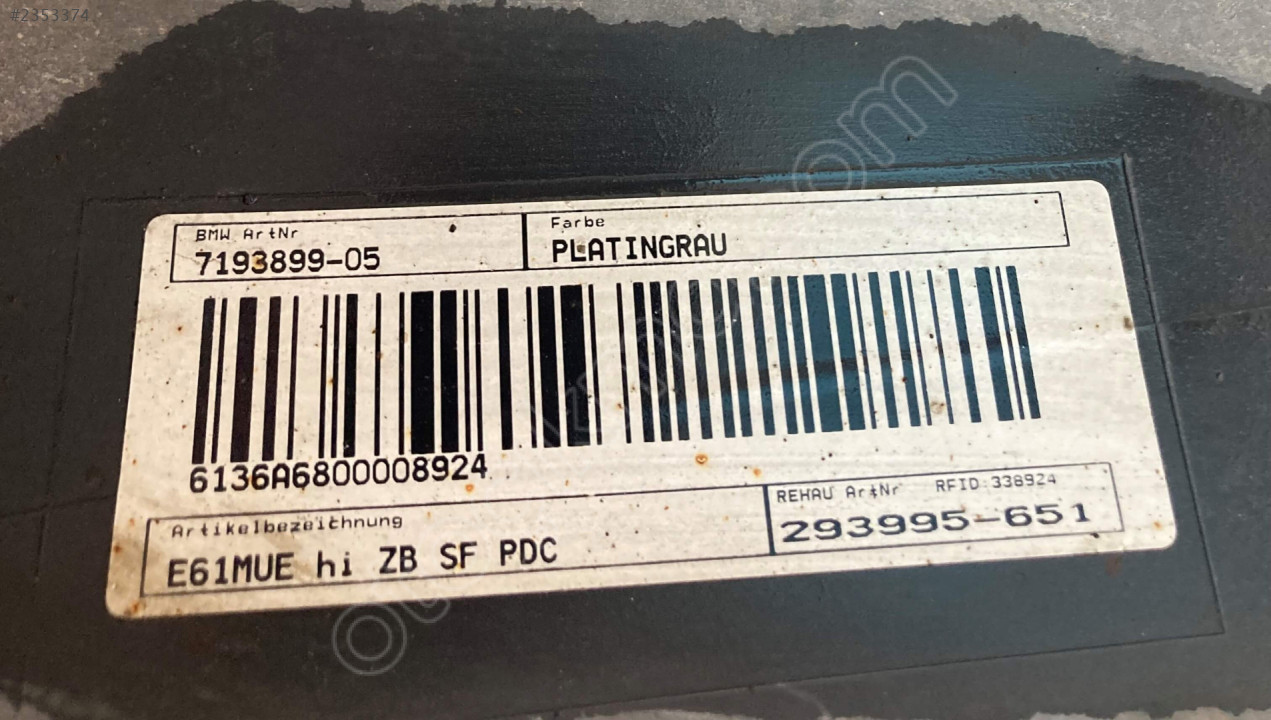 #2353374
BMW ArtNr
7193899-05
Farbe
PLATINGRAU
6136A6800008924
Artikelbezeichnung
E61MUE hi ZB SF PDC
REHAU ArtNr RFID:338924
293995-651